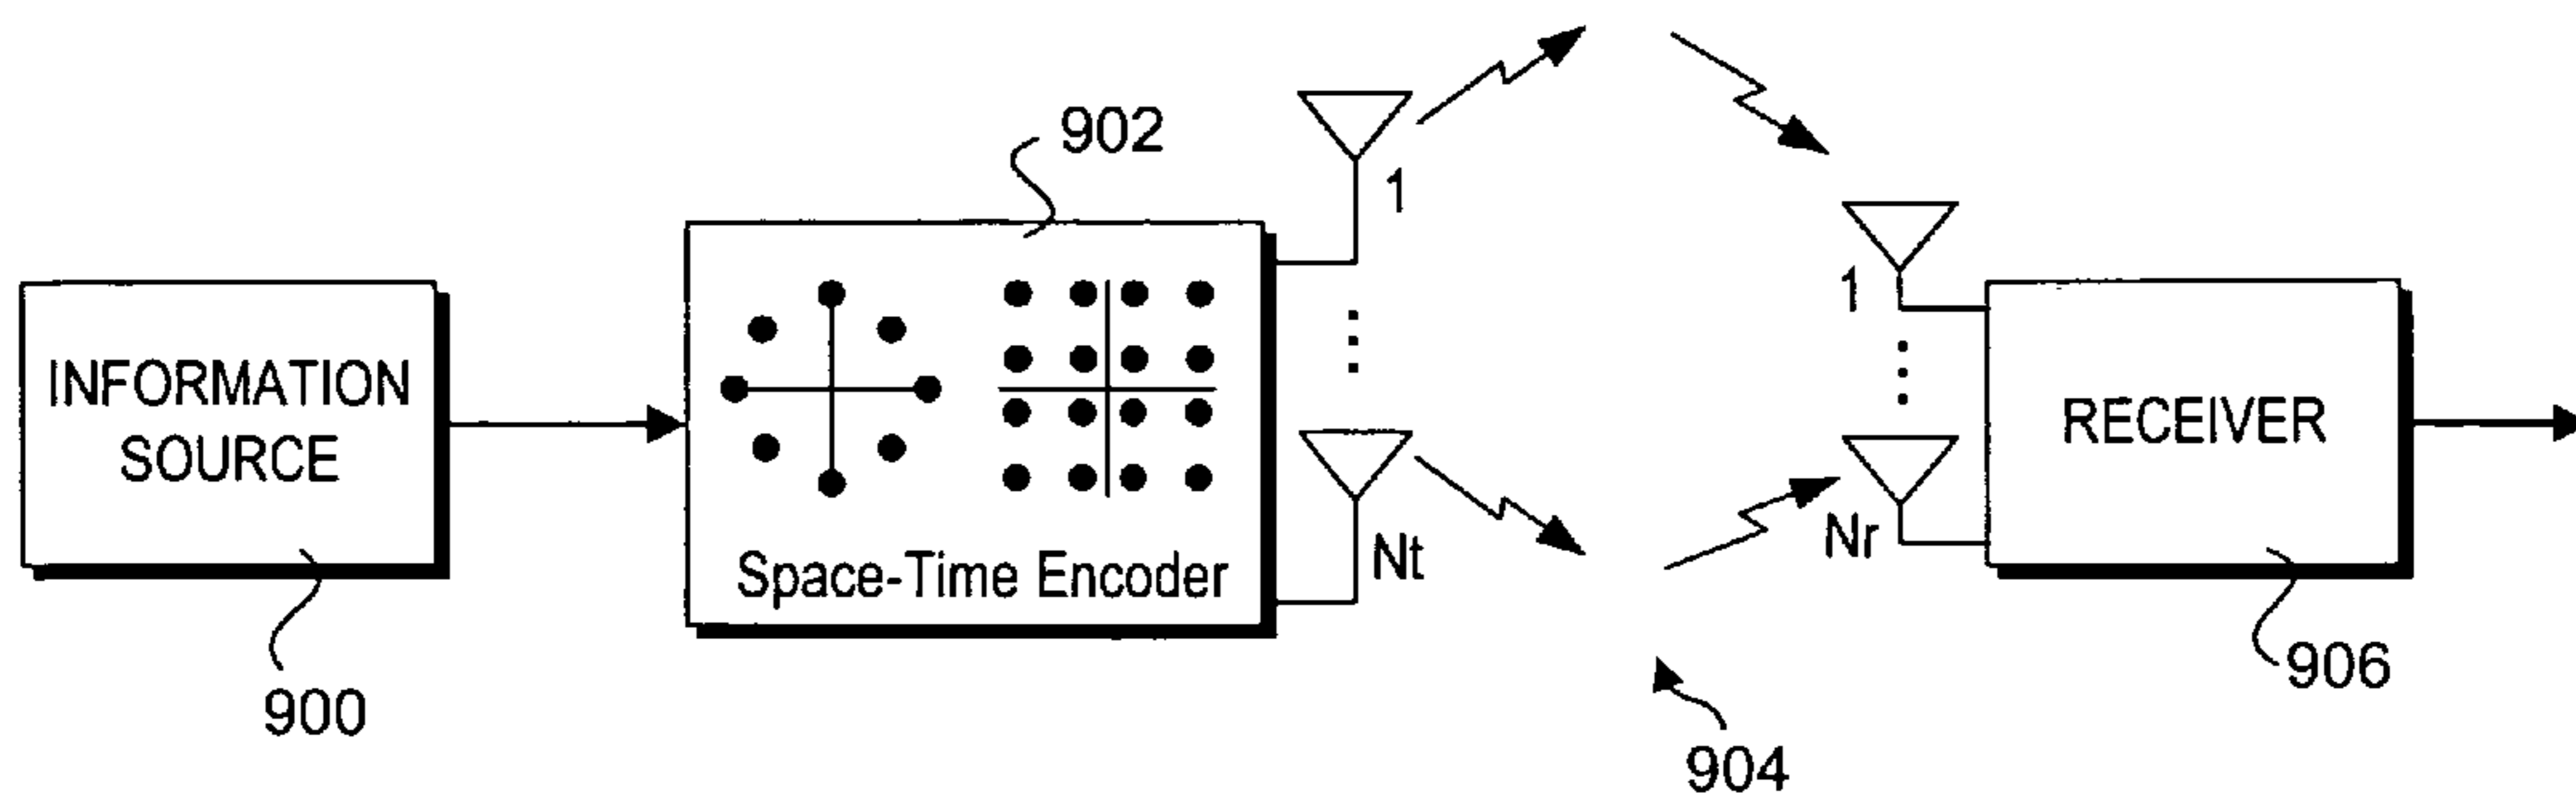 902
1
1
INFORMATION
SOURCE
RECEIVER
Space-Time Encoder
Nt
Nr
900
906
904